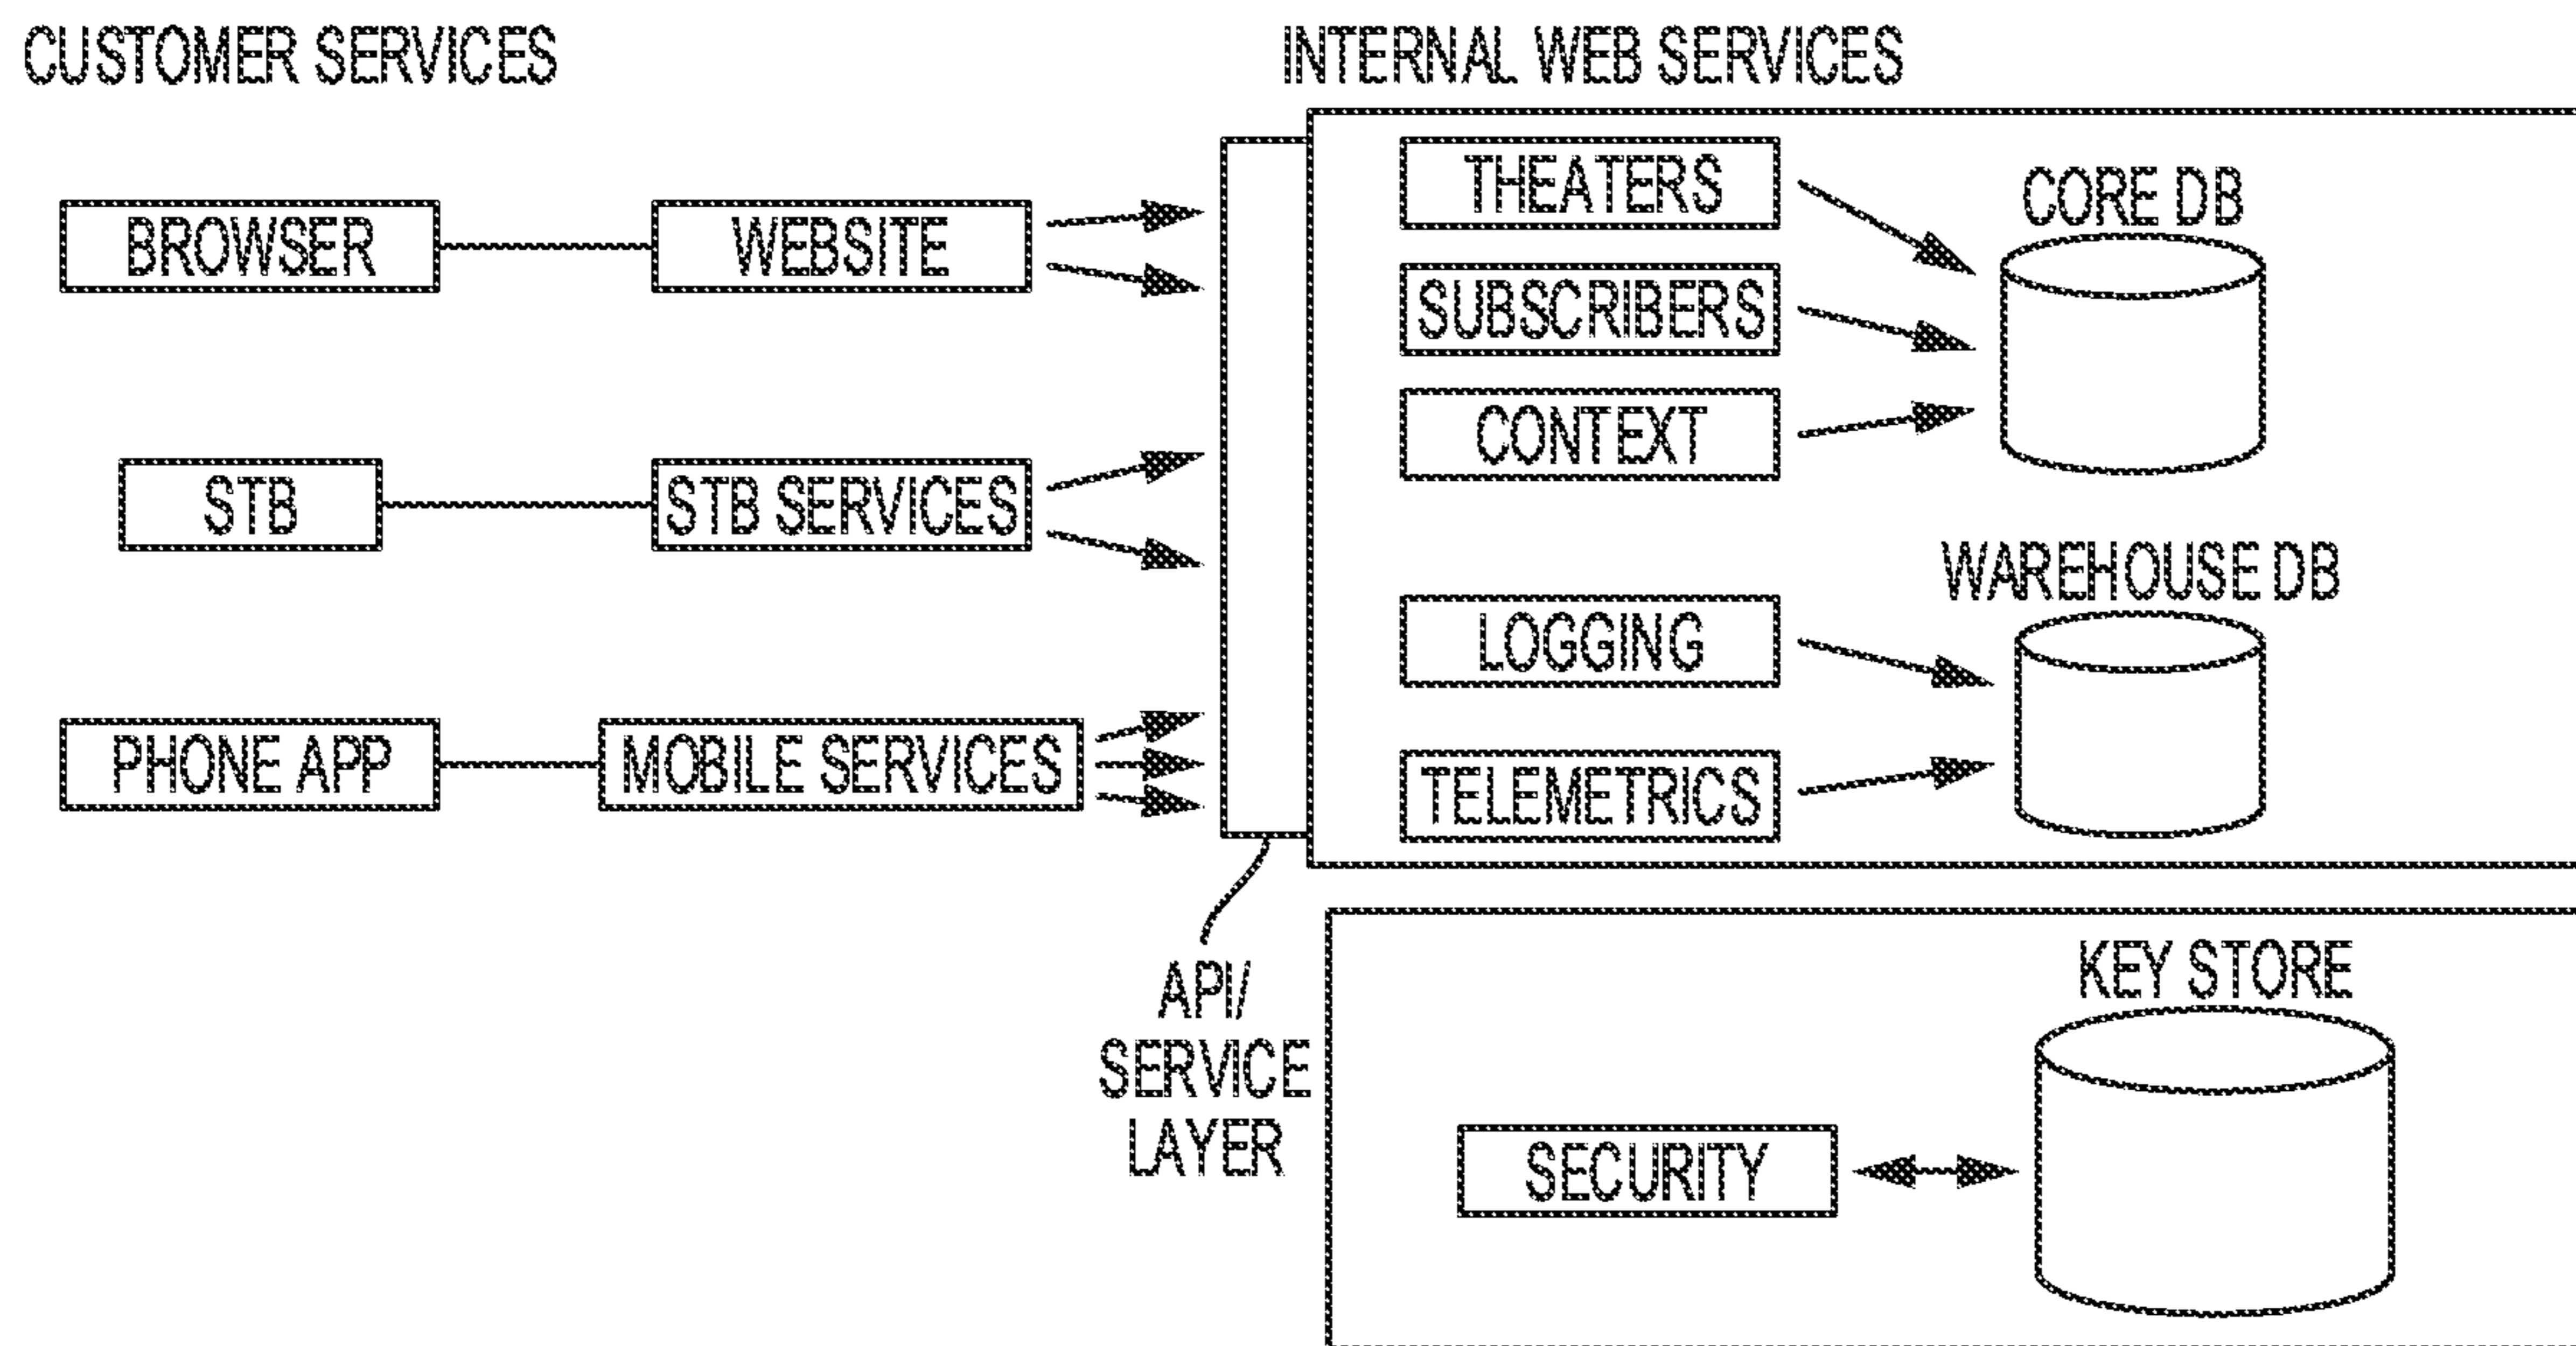 CUSTOMER SERVICES
INTERNAL WEB SERVICES
BROWSER
WEBSITE
STB
STB SERVICES
PHONE APP
MOBILE SERVICES
API/
SERVICE
LAYER
THEATERS
SUBSCRIBERS
CONTEXT
CORE DB
LOGGING
TELEMETRICS
WAREHOUSE DB
SECURITY
KEY STORE